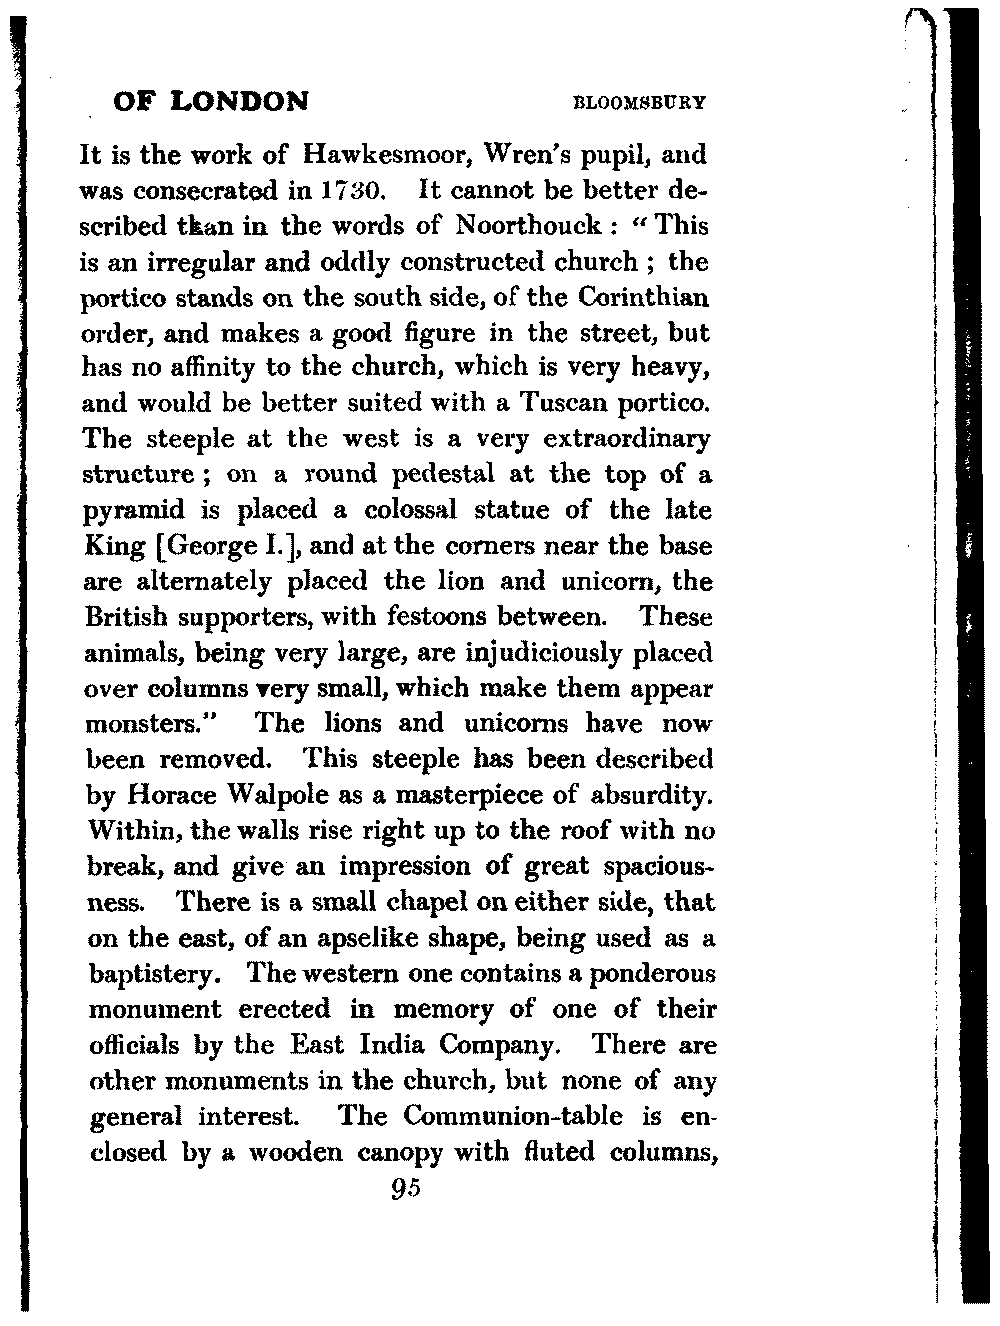 OF LONDON BLOOMSBURY
It is the work of Hawkesmoor, Wren's pupil, and
was consecrated in 1730. It cannot be better de-
scribed than in the words of Noorthouck : " This
is an irregular and oddly constructed church ; the
portico stands on the south side, of the Corinthian
order, and makes a good figure in the street, but
has no affinity to the church, which is very heavy,
and would be better suited with a Tuscan portico.
The steeple at the west is a very extraordinary
structure ; on a round pedestal at the top of a
pyramid is placed a colossal statue of the late
King [George I.], and at the corners near the base
are alternately placed the lion and unicorn, the
British supporters, with festoons between. These
animals, being very large, are injudiciously placed
over columns very small, which make them appear
monsters." The lions and unicorns have now
been removed. This steeple has been described
by Horace Walpole as a masterpiece of absurdity.
Within, the walls rise right up to the roof with no
break, and give an impression of great spacious-
ness. There is a small chapel on either side, that
on the east, of an apselike shape, being used as a
baptistery. The western one contains a ponderous
monument erected in memory of one of their
officials by the East India Company. There are
other monuments in the church, but none of any
general interest. The Communion-table is en-
closed by a wooden canopy with fluted columns,
95